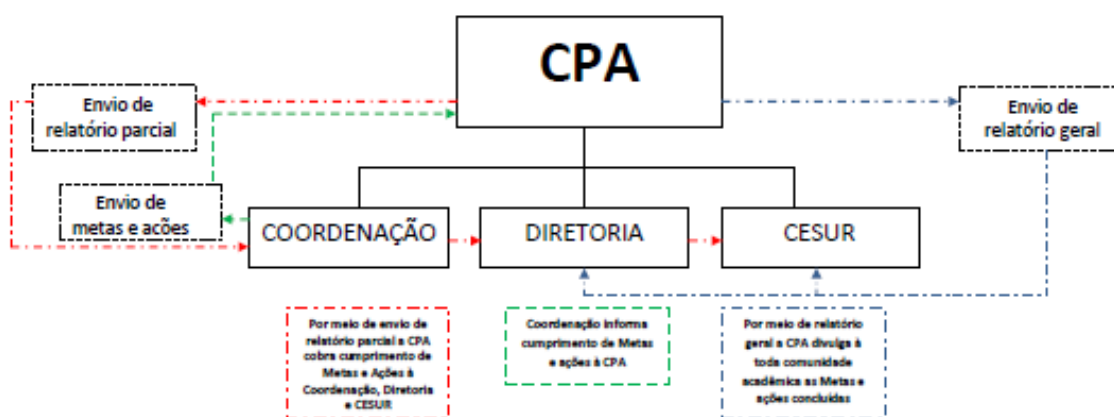 CPA
Envio de
relatório parcial
Envio de
relatório geral
Envio de
metas e ações
COORDENAÇÃO
DIRETORIA
CESUR
Por meio de envio de
relatório parcial a CPA
cobra cumprimento de
Metas e Ações à
Coordenação, Diretoria
e CESUR
Coordenação informa
cumprimento de Metas
e ações à CPA
Por meio de relatório
geral a CPA divulga à
toda comunidade
acadêmica as Metas e
ações concluídas